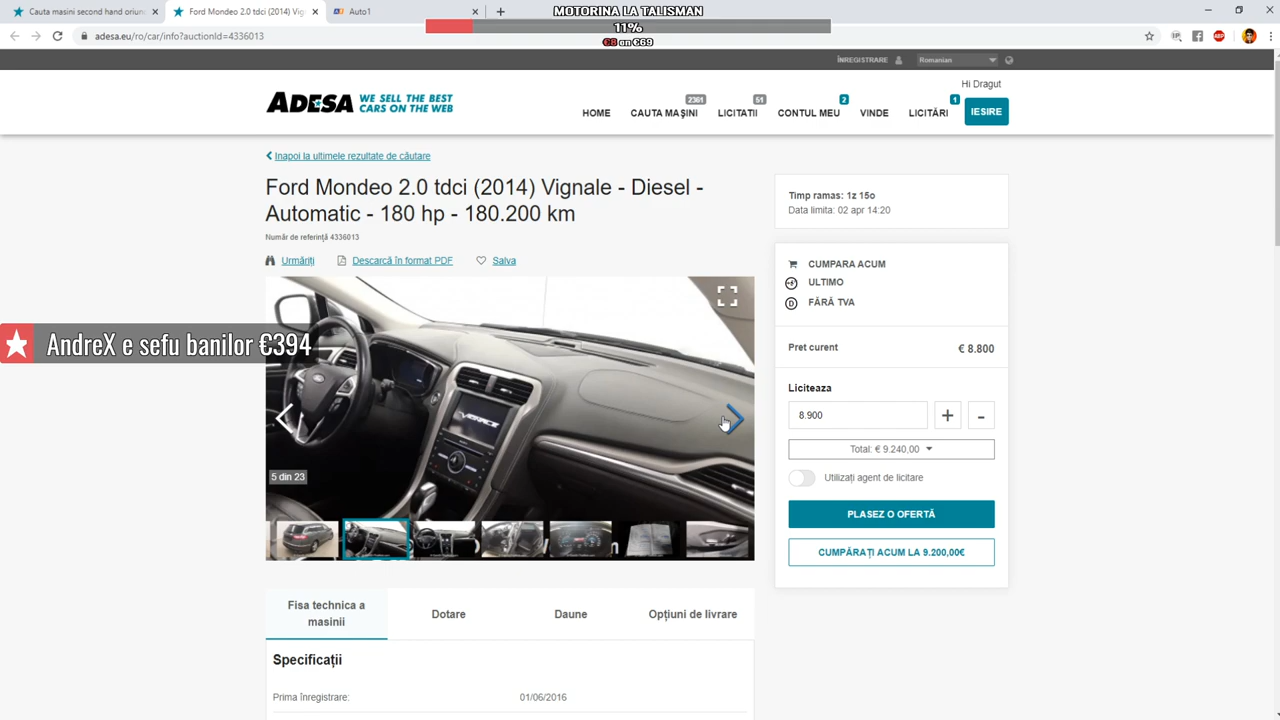 Cauta masini second hand oriun
Ford Mondeo 2.0 tdci (2014) Vig
Auto1
MOTORINA LA TALISMAN
11%
€8 an €69
adesa.eu/ro/car/info?auctionId=4336013
ÎNREGISTRARE
Romanian
Hi Dragut
ADESA WE SELL THE BEST CARS ON THE WEB
HOME
CAUTA MAȘINI 2361
LICITATII 51
CONTUL MEU 2
VINDE
LICITĂRI 1
IESIRE
Inapoi la ultimele rezultate de căutare
Ford Mondeo 2.0 tdci (2014) Vignale - Diesel -
Automatic - 180 hp - 180.200 km
Număr de referință 4336013
Urmăriți
Descarcă în format PDF
Salva
Timp ramas: 1z 15o
Data limita: 02 apr 14:20
CUMPARA ACUM
ULTIMO
FĂRĂ TVA
AndreX e sefu banilor €394
Pret curent € 8.800
Liciteaza
8.900 + -
Total: € 9.240,00
Utilizați agent de licitare
PLASEZ O OFERTĂ
CUMPĂRAȚI ACUM LA 9.200,00€
5 din 23
Fisa technica a
masinii
Dotare
Daune
Opțiuni de livrare
Specificații
Prima înregistrare: 01/06/2016